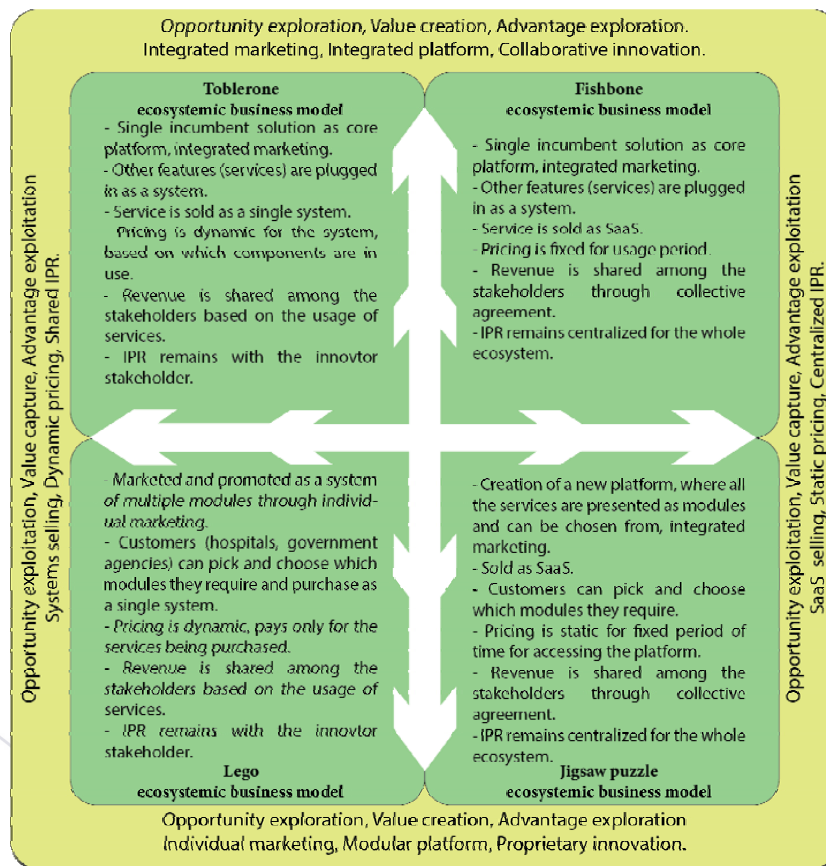 Opportunity exploration, Value creation, Advantage exploration.
Integrated marketing, Integrated platform, Collaborative innovation.
Opportunity exploitation, Value capture, Advantage exploitation
Systems selling, Dynamic pricing, Shared IPR.
Toblerone
ecosystemic business model
- Single incumbent solution as core
platform, integrated marketing.
- Other features (services) are plugged
in as a system.
- Service is sold as a single system.
- Pricing is dynamic for the system,
based on which components are in
use.
- Revenue is shared among the
stakeholders based on the usage of
services.
- IPR remains with the innovtor
stakeholder.
Fishbone
ecosystemic business model
- Single incumbent solution as core
platform, integrated marketing.
- Other features (services) are plugged
in as a system.
- Service is sold as SaaS.
- Pricing is fixed for usage period.
- Revenue is shared among the
stakeholders through collective
agreement.
- IPR remains centralized for the whole
ecosystem.
- Marketed and promoted as a system
of multiple modules through individ-
ual marketing.
- Customers (hospitals, government
agencies) can pick and choose which
modules they require and purchase as
a single system.
- Pricing is dynamic, pays only for the
services being purchased.
- Revenue is shared among the
stakeholders based on the usage of
services.
- IPR remains with the innovtor
stakeholder.
Lego
ecosystemic business model
- Creation of a new platform, where all
the services are presented as modules
and can be chosen from, integrated
marketing.
- Sold as SaaS.
- Customers can pick and choose
which modules they require.
- Pricing is static for fixed period of
time for accessing the platform.
- Revenue is shared among the
stakeholders through collective
agreement.
- IPR remains centralized for the whole
ecosystem.
Jigsaw puzzle
ecosystemic business model
Opportunity exploitation, Value capture, Advantage exploitation
SaaS selling, Static pricing, Centralized IPR.
Opportunity exploration, Value creation, Advantage exploration
Individual marketing, Modular platform, Proprietary innovation.